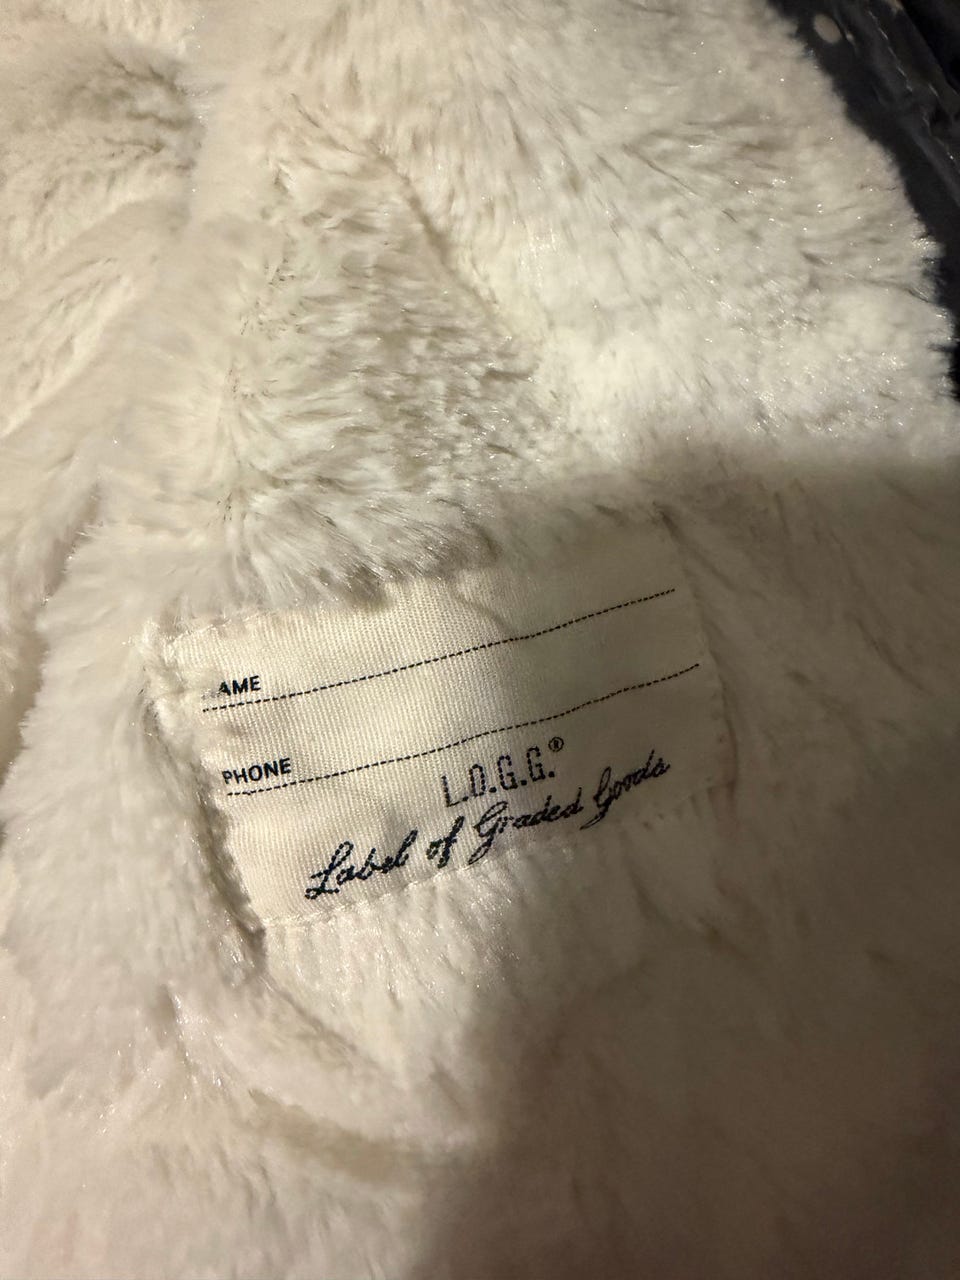 AME
PHONE
L.O.G.G.®
Label of Graded Goods